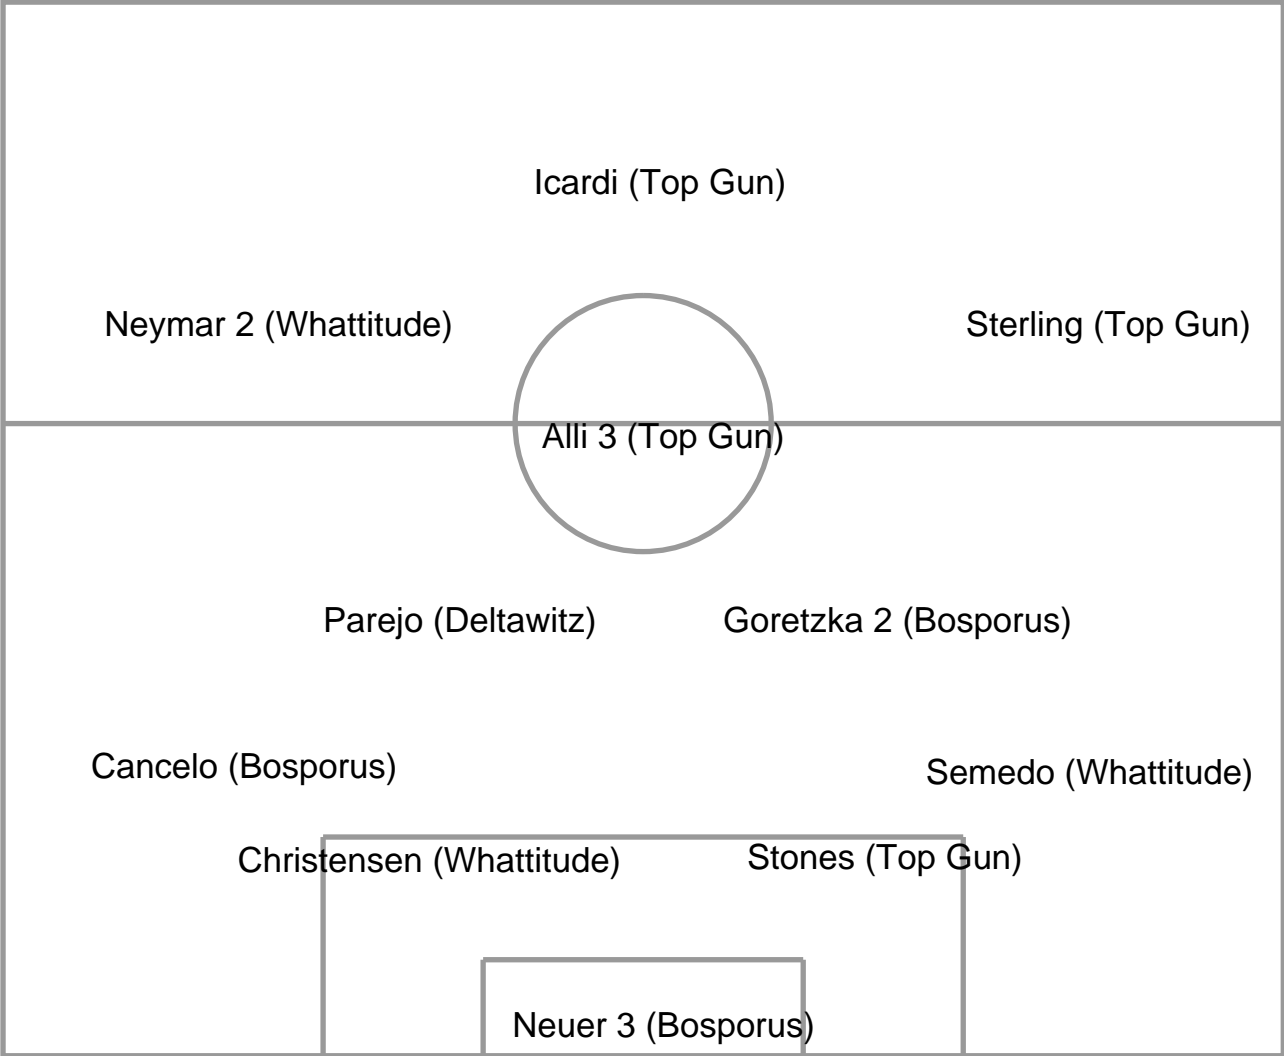 Icardi (Top Gun)
Neymar 2 (Whattitude)
Sterling (Top Gun)
Alli 3 (Top Gun)
Parejo (Deltawitz)
Goretzka 2 (Bosporus)
Cancelo (Bosporus)
Semedo (Whattitude)
Christensen (Whattitude)
Stones (Top Gun)
Neuer 3 (Bosporus)